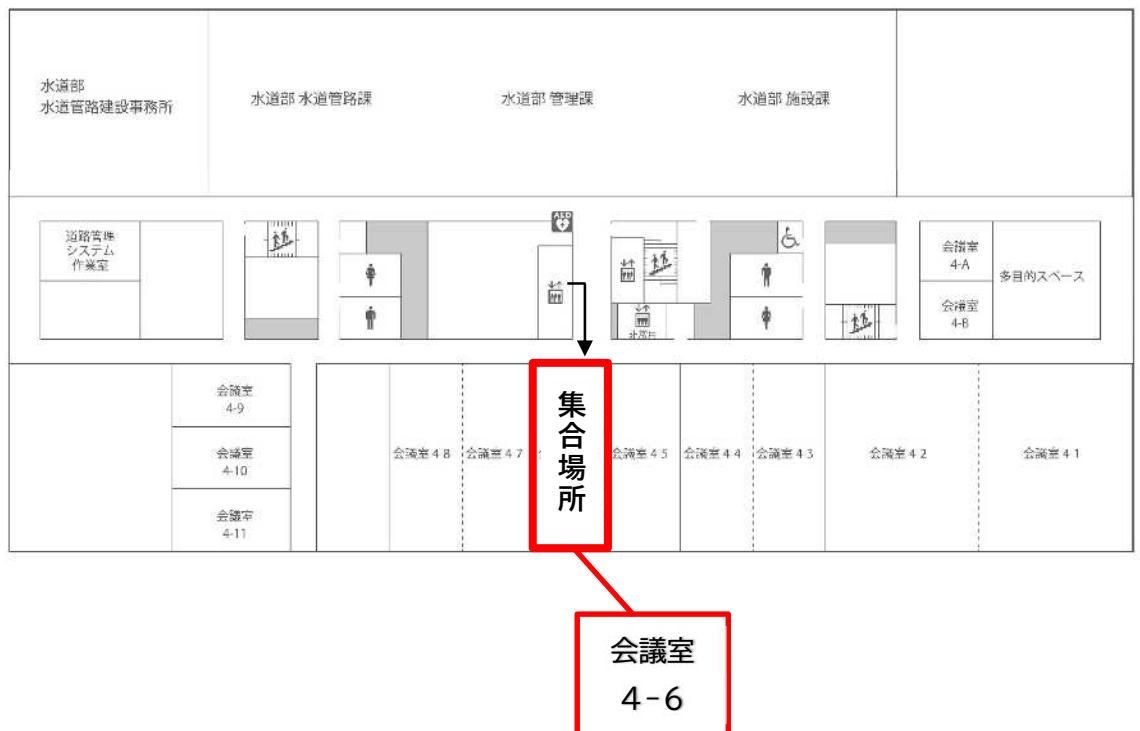 水道部
水道管路建設事務所
水道部 水道管路課
水道部 管理課
水道部 施設課
道路管理
システム
作業室
AED
会議室
4-A
会議室
4-B
多目的スペース
会議室
4-9
会議室
4-10
会議室
4-11
会議室 4 8
会議室 4 7
集合場所
会議室 4 5
会議室 4 4
会議室 4 3
会議室 4 2
会議室 4 1
会議室
4-6